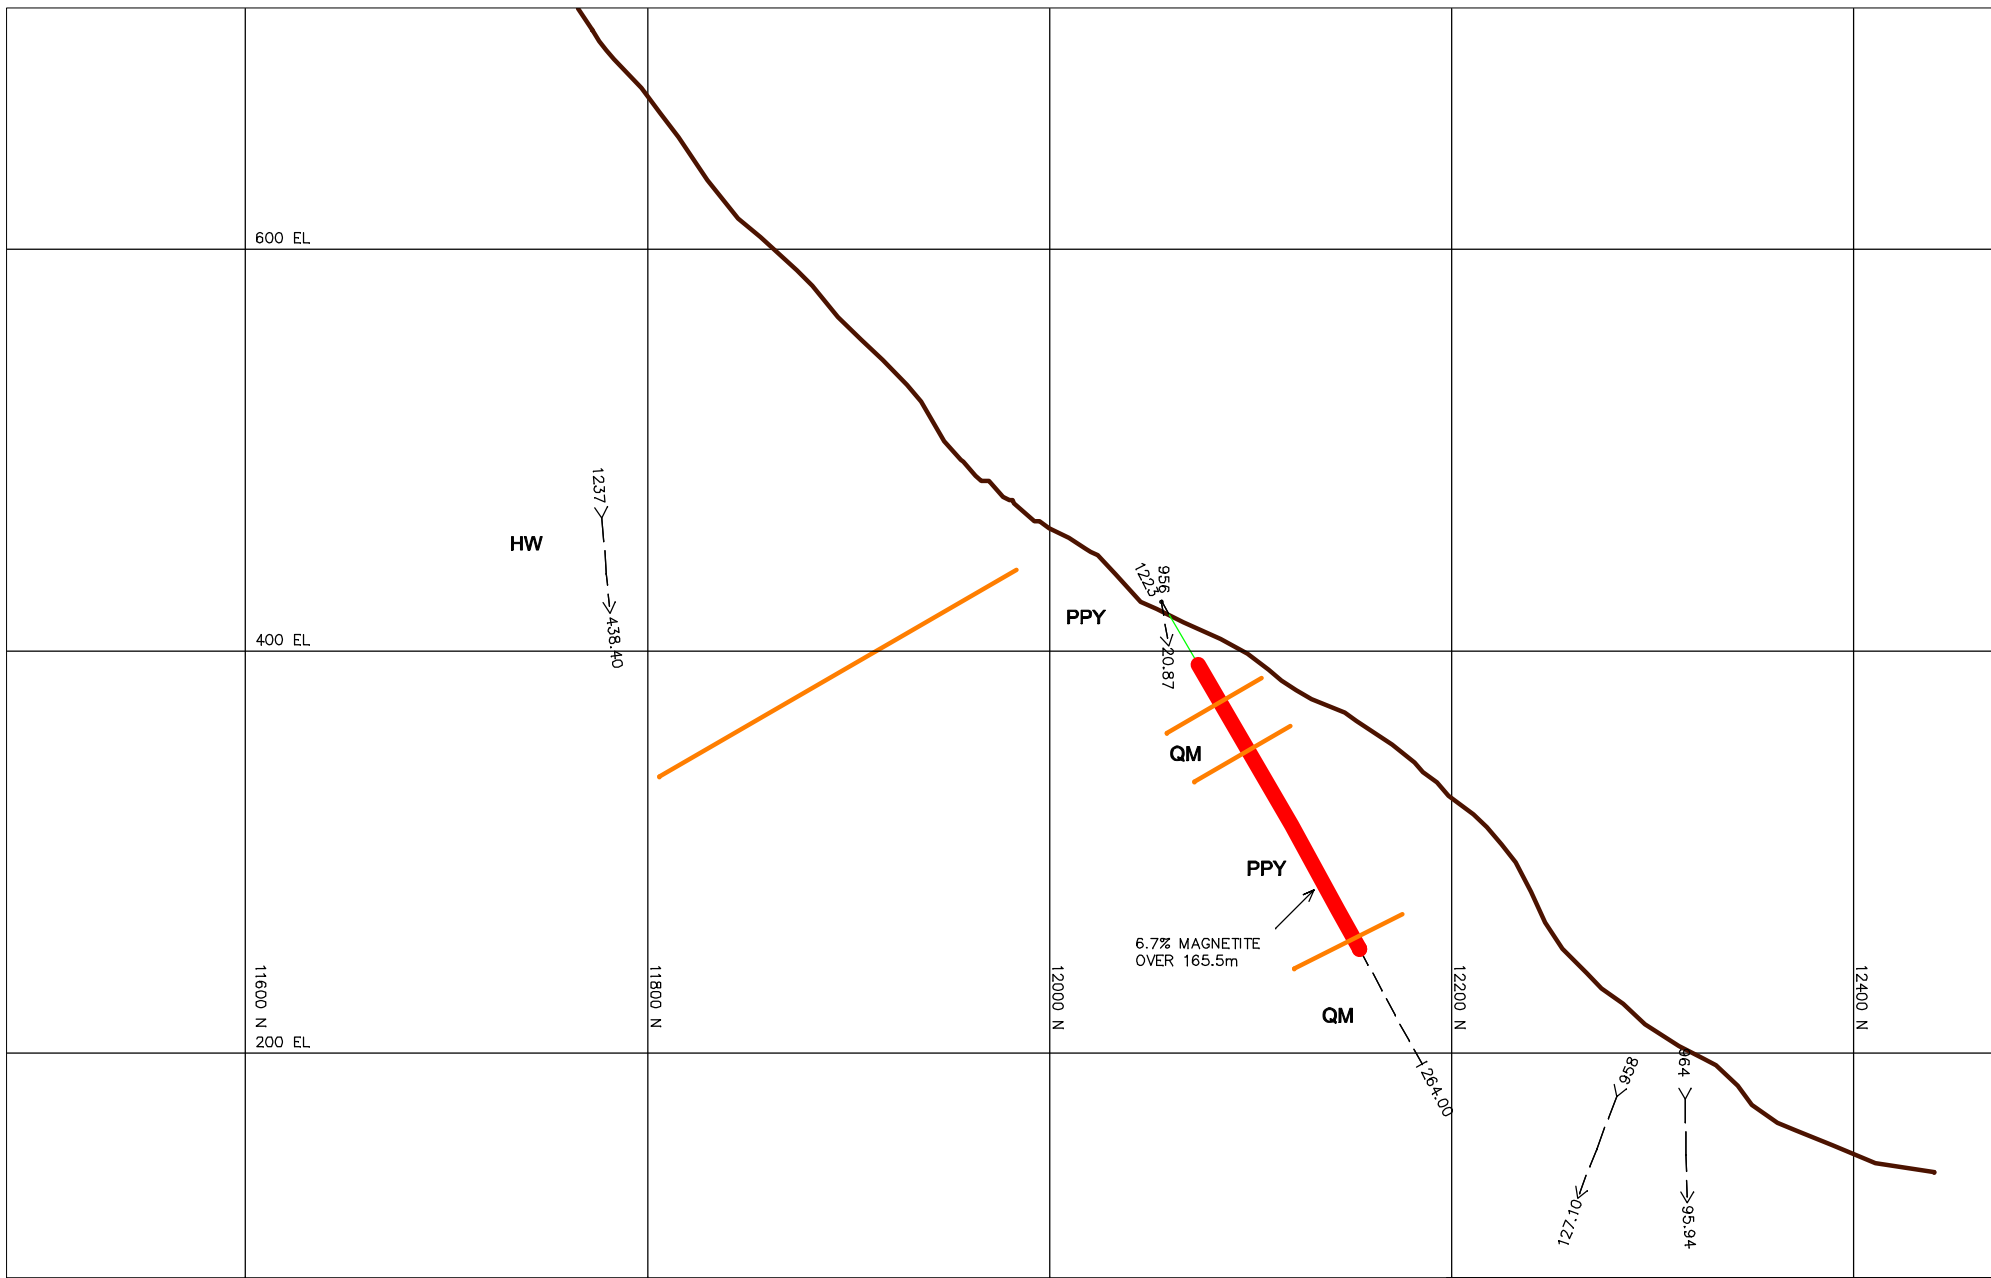 600 EL
1237
HW
438.40
956
1223
PPY
400 EL
20.87
QM
PPY
6.7% MAGNETITE
OVER 165.5m
11600 N
11800 N
12000 N
12200 N
12400 N
QM
200 EL
264.00
958
964
127.10
95.94